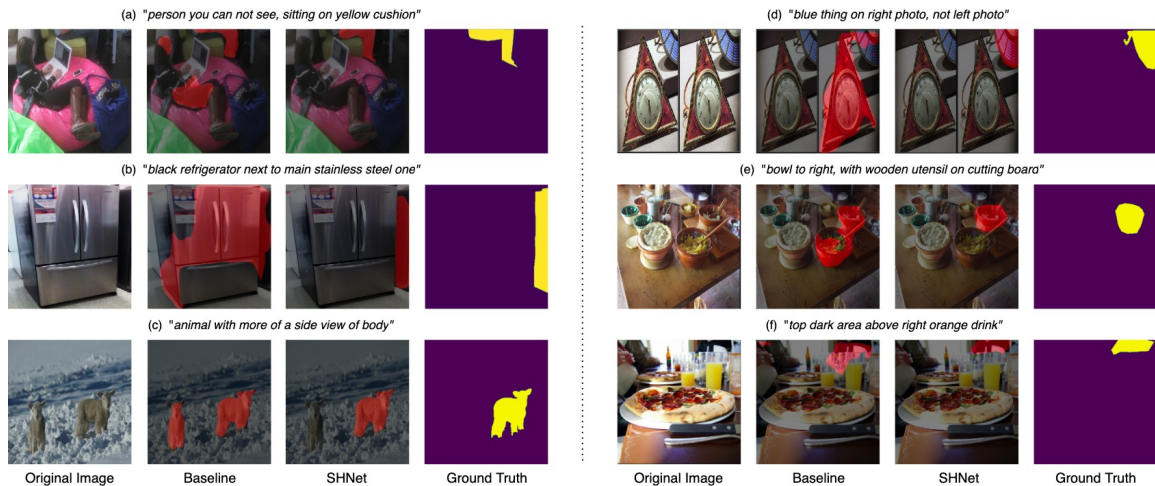 (a) "person you can not see, sitting on yellow cushion"
(b) "black refrigerator next to main stainless steel one"
(c) "animal with more of a side view of body"
Original Image Baseline SHNet Ground Truth
(d) "blue thing on right photo, not left photo"
(e) "bowl to right, with wooden utensil on cutting board"
(f) "top dark area above right orange drink"
Original Image Baseline SHNet Ground Truth